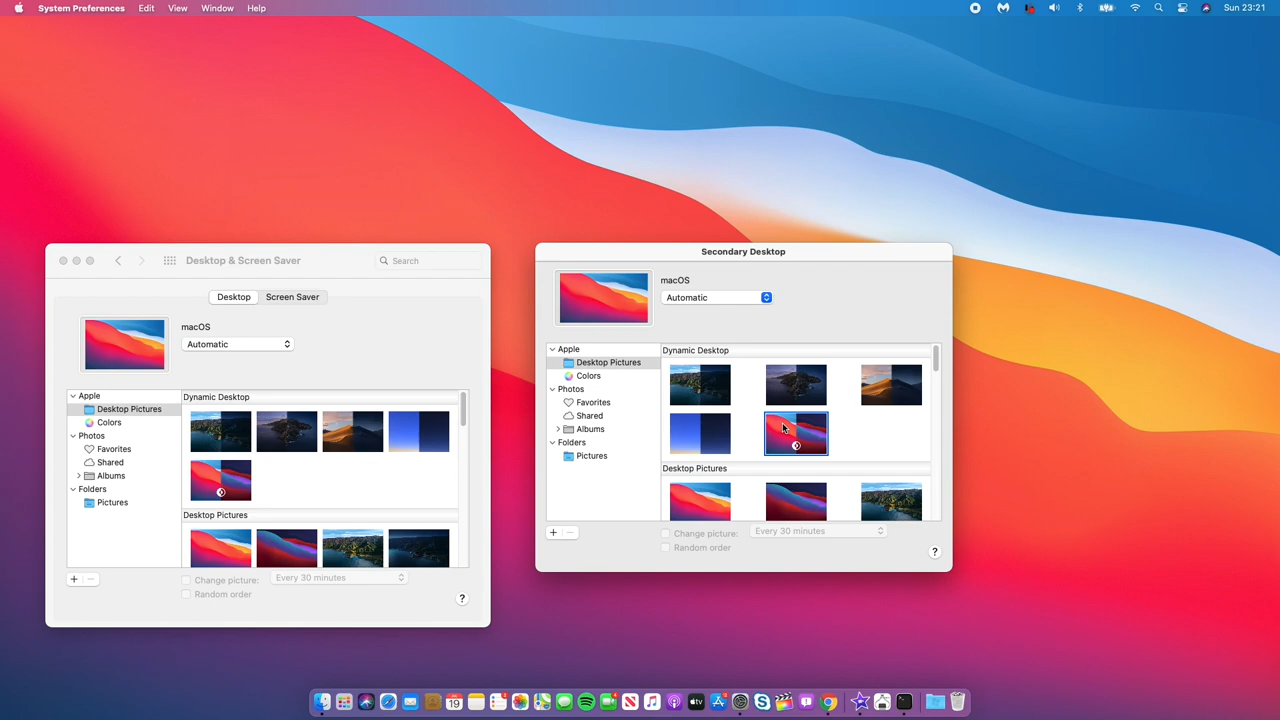 System Preferences Edit View Window Help Sun 23:21
Desktop & Screen Saver
Search
Desktop Screen Saver
macOS
Automatic
Apple
Desktop Pictures
Colors
Photos
Favorites
Shared
Albums
Folders
Pictures
Dynamic Desktop
Desktop Pictures
+ −
Change picture: Every 30 minutes
Random order
?
Secondary Desktop
macOS
Automatic
Apple
Desktop Pictures
Colors
Photos
Favorites
Shared
Albums
Folders
Pictures
Dynamic Desktop
Desktop Pictures
+ −
Change picture: Every 30 minutes
Random order
?
19
tv